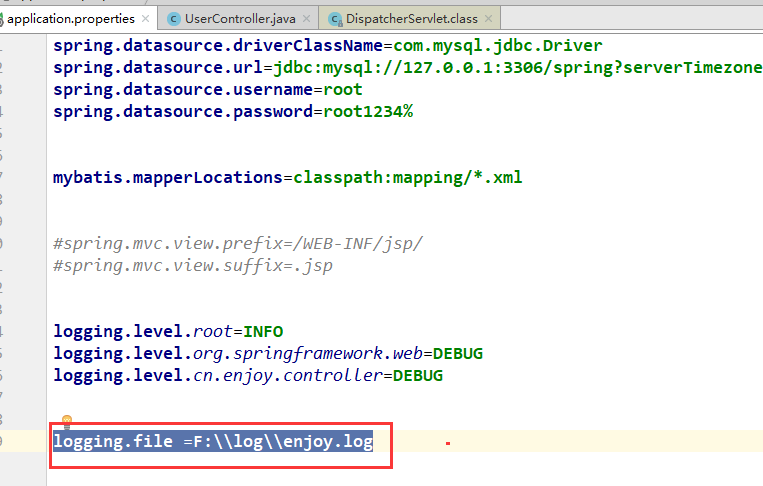 application.properties × UserController.java × DispatcherServlet.class ×
spring.datasource.driverClassName=com.mysql.jdbc.Driver
spring.datasource.url=jdbc:mysql://127.0.0.1:3306/spring?serverTimezone
spring.datasource.username=root
spring.datasource.password=root1234%
mybatis.mapperLocations=classpath:mapping/*.xml
#spring.mvc.view.prefix=/WEB-INF/jsp/
#spring.mvc.view.suffix=.jsp
logging.level.root=INFO
logging.level.org.springframework.web=DEBUG
logging.level.cn.enjoy.controller=DEBUG
logging.file =F:\\log\\enjoy.log